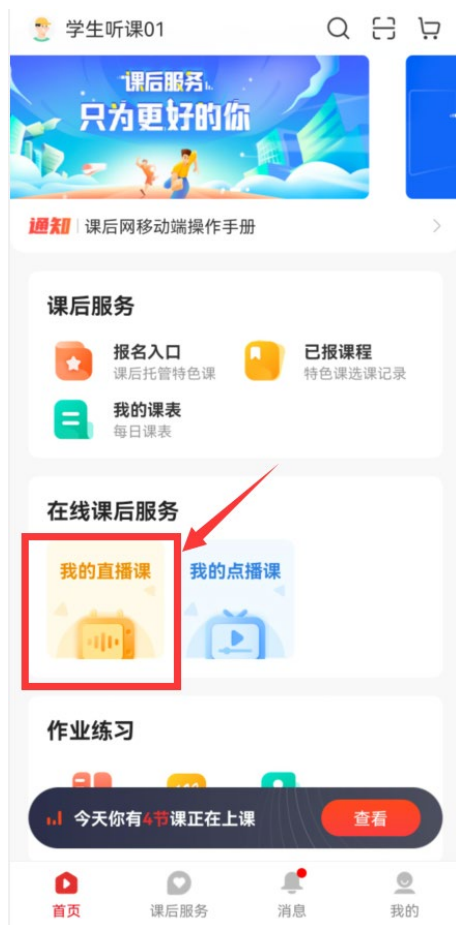 学生听课01
课后服务
只为更好的你
通知 课后网移动端操作手册
课后服务
报名入口
课后托管特色课
已报课程
特色课选课记录
我的课表
每日课表
在线课后服务
我的直播课
我的点播课
作业练习
今天你有4节课正在上课
查看
首页
课后服务
消息
我的